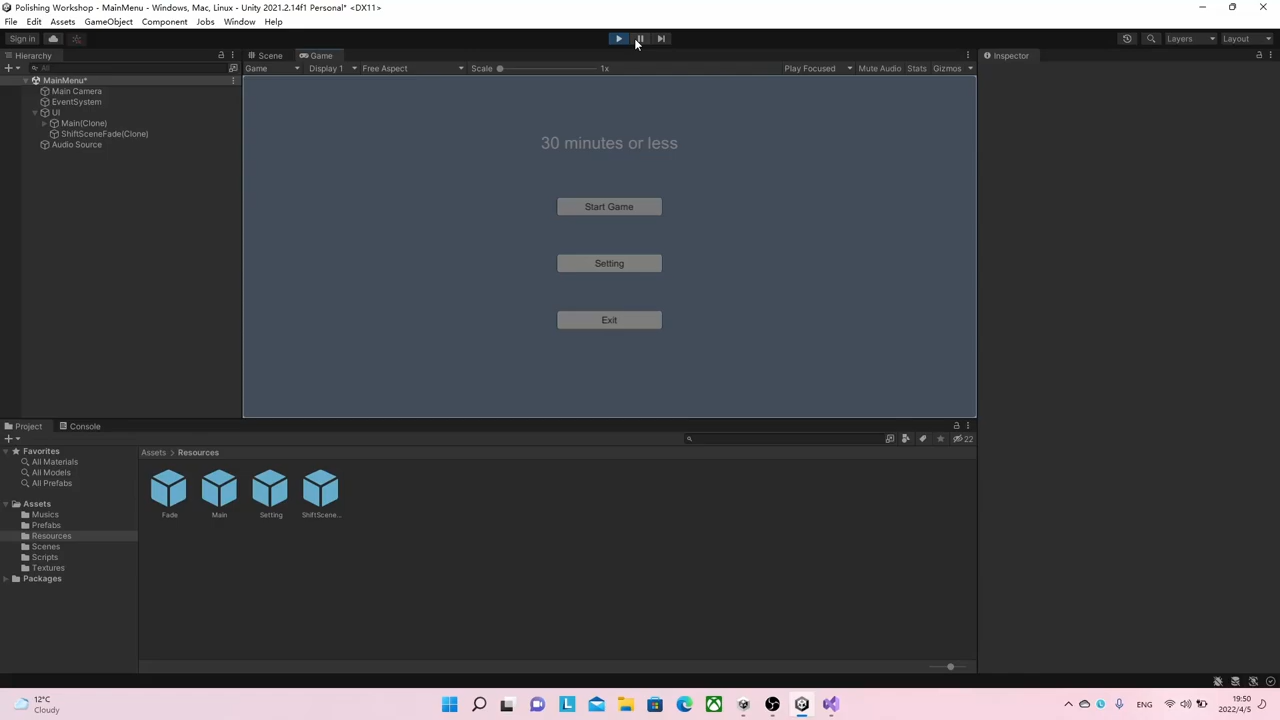 Polishing Workshop - MainMenu - Windows, Mac, Linux - Unity 2021.2.14f1 Personal* <DX11>
File Edit Assets GameObject Component Jobs Window Help
Sign in
Layers Layout
Hierarchy Scene Game Inspector
All Game Display 1 Free Aspect Scale 1x Play Focused Mute Audio Stats Gizmos
MainMenu*
Main Camera
EventSystem
UI
Main(Clone)
ShiftSceneFade(Clone)
Audio Source
30 minutes or less
Start Game
Setting
Exit
Project Console
22
Favorites
All Materials
All Models
All Prefabs
Assets
Musics
Prefabs
Resources
Scenes
Scripts
Textures
Packages
Assets > Resources
Fade Main Setting ShiftScene...
12°C
Cloudy
ENG
19:50
2022/4/5